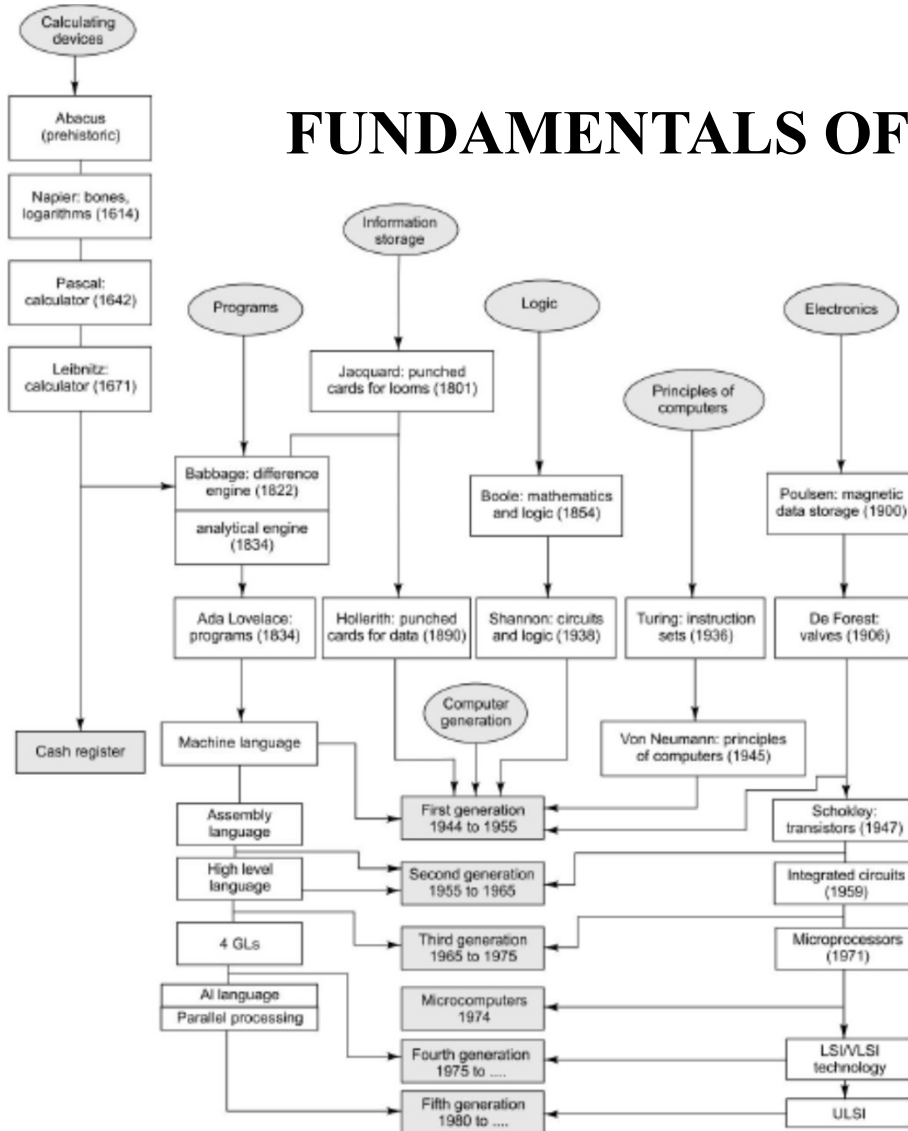 Calculating
devices
Abacus
(prehistoric)
FUNDAMENTALS OF
Napier: bones,
logarithms (1614)
Information
storage
Pascal:
calculator (1642)
Programs
Logic
Electronics
Leibnitz:
calculator (1671)
Jacquard: punched
cards for looms (1801)
Principles of
computers
Babbage: difference
engine (1822)
analytical engine
(1834)
Boole: mathematics
and logic (1854)
Poulsen: magnetic
data storage (1900)
Ada Lovelace:
programs (1834)
Hollerith: punched
cards for data (1890)
Shannon: circuits
and logic (1938)
Turing: instruction
sets (1936)
De Forest:
valves (1906)
Computer
generation
Cash register
Machine language
Von Neumann: principles
of computers (1945)
First generation
1944 to 1955
Assembly
language
Schokley:
transistors (1947)
High level
language
Second generation
1955 to 1965
Integrated circuits
(1959)
4 GLs
Third generation
1965 to 1975
Microprocessors
(1971)
AI language
Parallel processing
Microcomputers
1974
Fourth generation
1975 to ....
LSI/VLSI
technology
Fifth generation
1980 to ....
ULSI